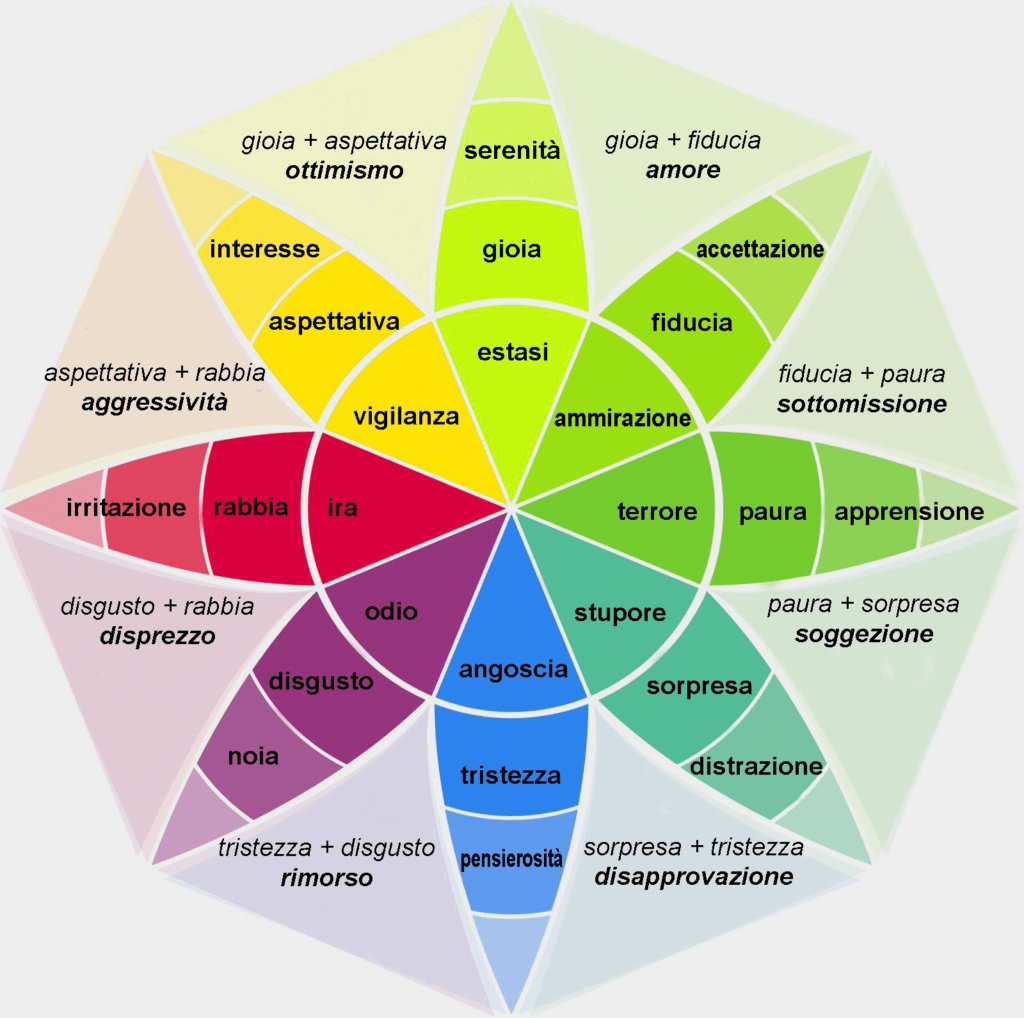 gioia + aspettativa
ottimismo
serenità
gioia + fiducia
amore
interesse
gioia
accettazione
aspettativa
fiducia
estasi
aspettativa + rabbia
aggressività
vigilanza
ammirazione
fiducia + paura
sottomissione
irritazione
rabbia
ira
terrore
paura
apprensione
disgusto + rabbia
disprezzo
odio
stupore
paura + sorpresa
soggezione
disgusto
angoscia
sorpresa
noia
tristezza
distrazione
tristezza + disgusto
rimorso
pensierosità
sorpresa + tristezza
disapprovazione